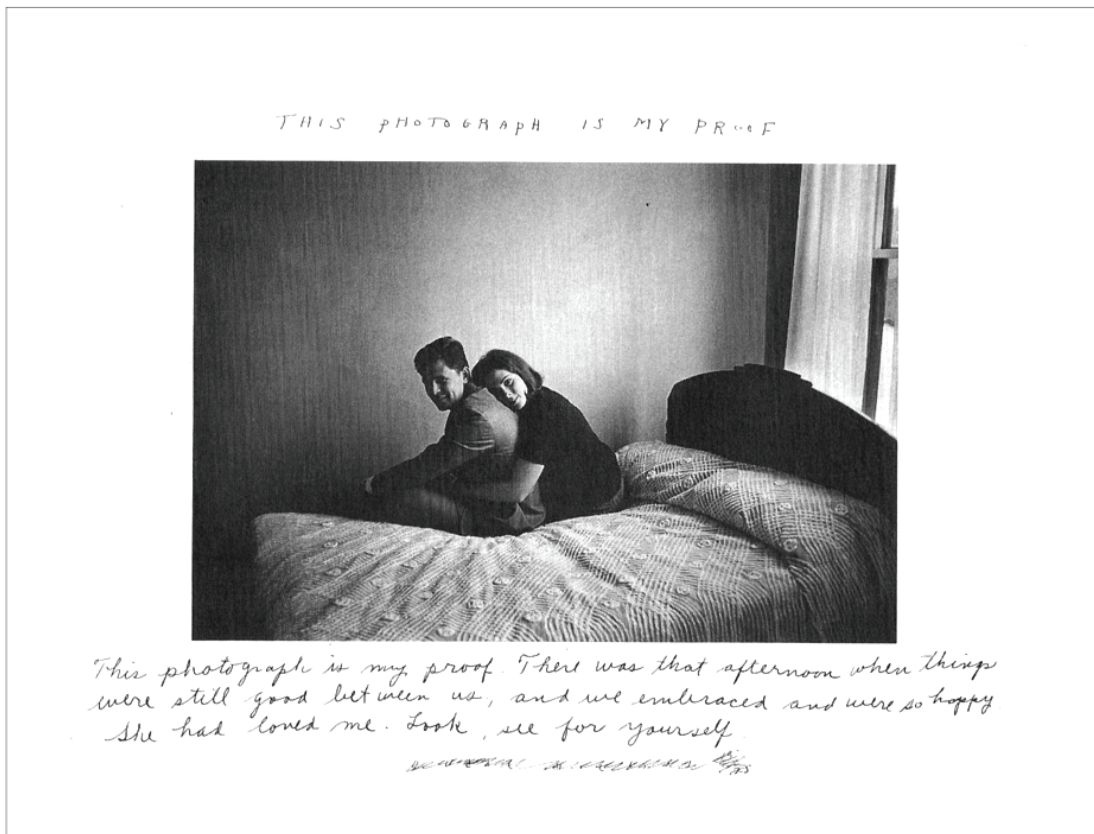 THIS PHOTOGRAPH IS MY PROOF
This photograph is my proof. There was that afternoon when things
were still good between us, and we embraced and were so happy.
She had loved me. Look, see for yourself.